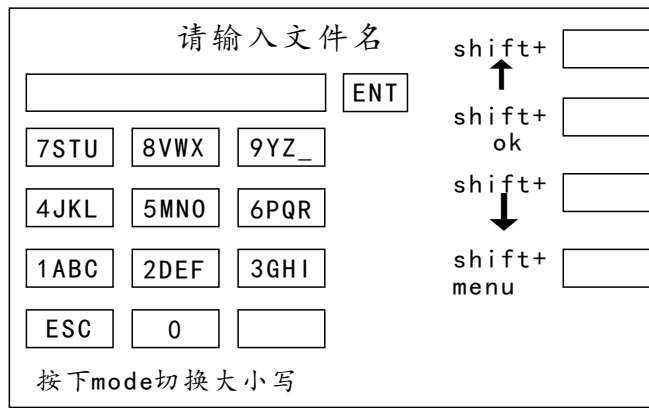 请输入文件名
ENT
7STU 8VWX 9YZ_
4JKL 5MNO 6PQR
1ABC 2DEF 3GHI
ESC 0
按下mode切换大小写
shift+
shift+
ok
shift+
shift+
menu